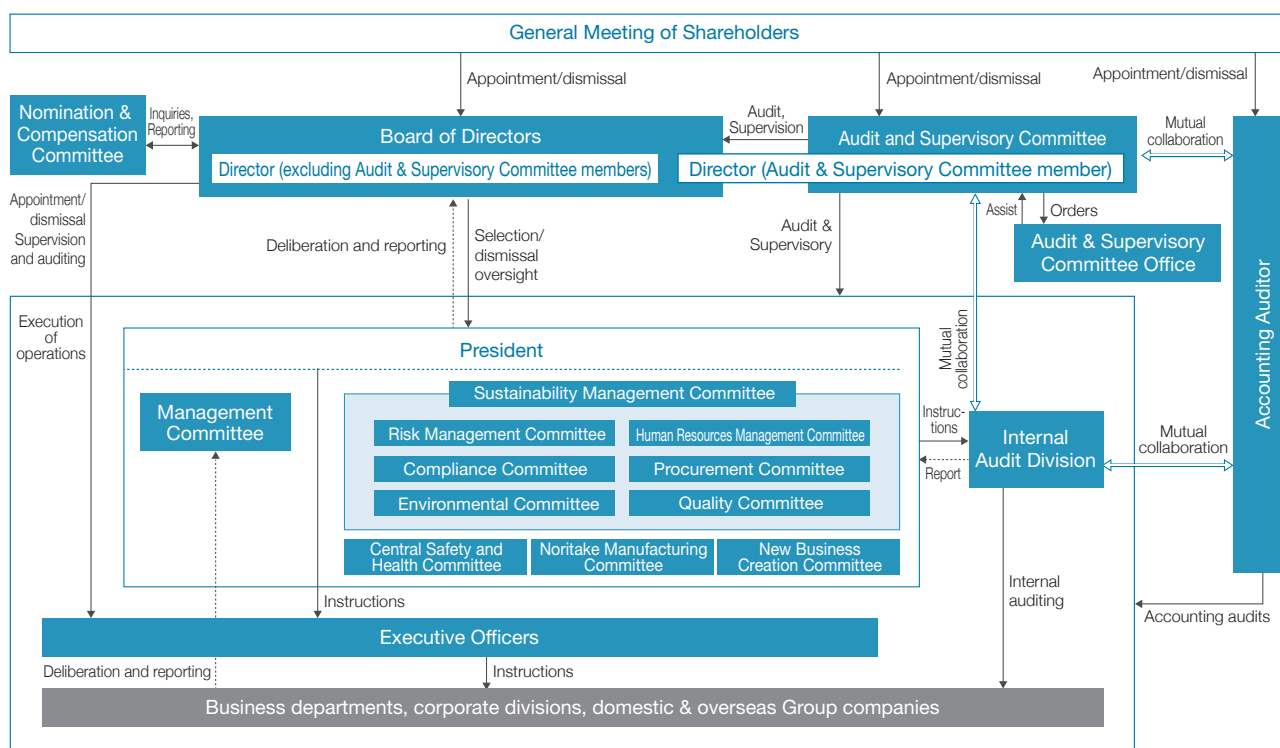 General Meeting of Shareholders
Appointment/dismissal
Appointment/dismissal
Appointment/dismissal
Nomination &
Compensation
Committee
Inquiries,
Reporting
Board of Directors
Director (excluding Audit & Supervisory Committee members)
Audit,
Supervision
Audit and Supervisory Committee
Director (Audit & Supervisory Committee member)
Mutual
collaboration
Accounting Auditor
Appointment/
dismissal
Supervision
and auditing
Deliberation and reporting
Selection/
dismissal
oversight
Audit &
Supervisory
Assist
Orders
Audit & Supervisory
Committee Office
Execution
of
operations
Mutual
collaboration
President
Management
Committee
Sustainability Management Committee
Risk Management Committee
Human Resources Management Committee
Compliance Committee
Procurement Committee
Environmental Committee
Quality Committee
Central Safety and
Health Committee
Noritake Manufacturing
Committee
New Business
Creation Committee
Instruc-
tions
Report
Internal
Audit Division
Mutual
collaboration
Instructions
Internal
auditing
Accounting audits
Executive Officers
Deliberation and reporting
Instructions
Business departments, corporate divisions, domestic & overseas Group companies